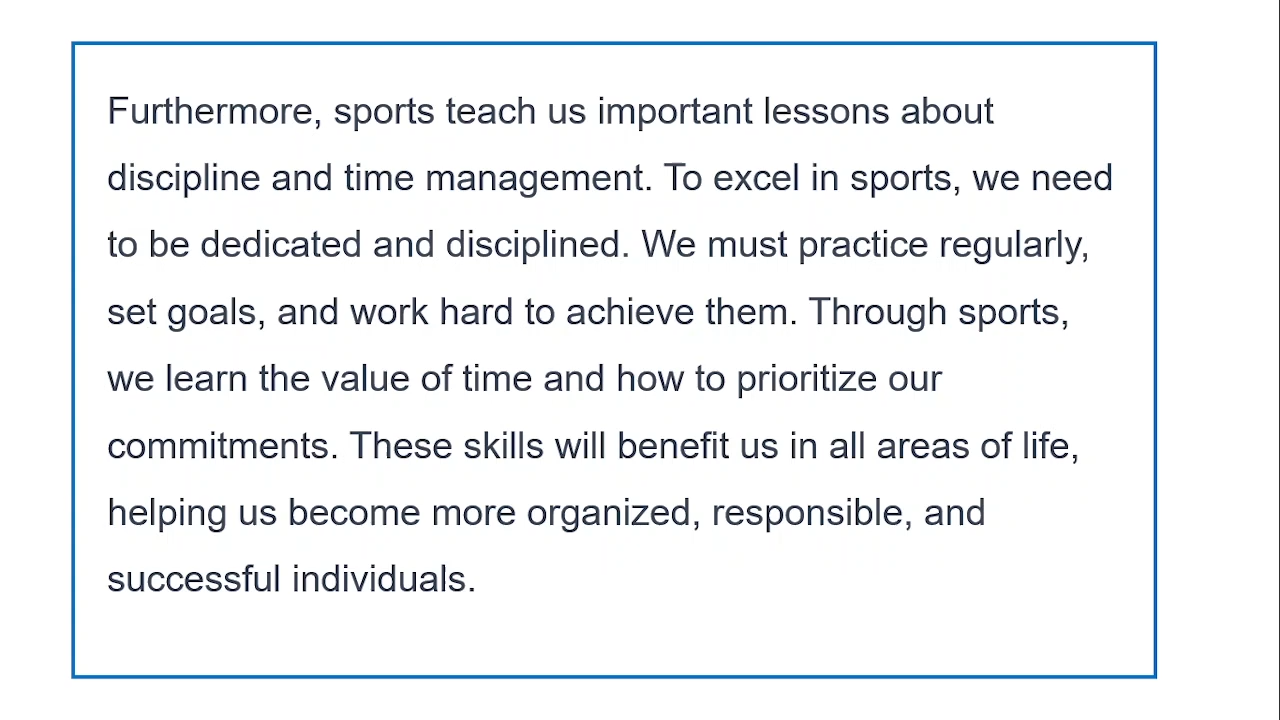 Furthermore, sports teach us important lessons about
discipline and time management. To excel in sports, we need
to be dedicated and disciplined. We must practice regularly,
set goals, and work hard to achieve them. Through sports,
we learn the value of time and how to prioritize our
commitments. These skills will benefit us in all areas of life,
helping us become more organized, responsible, and
successful individuals.